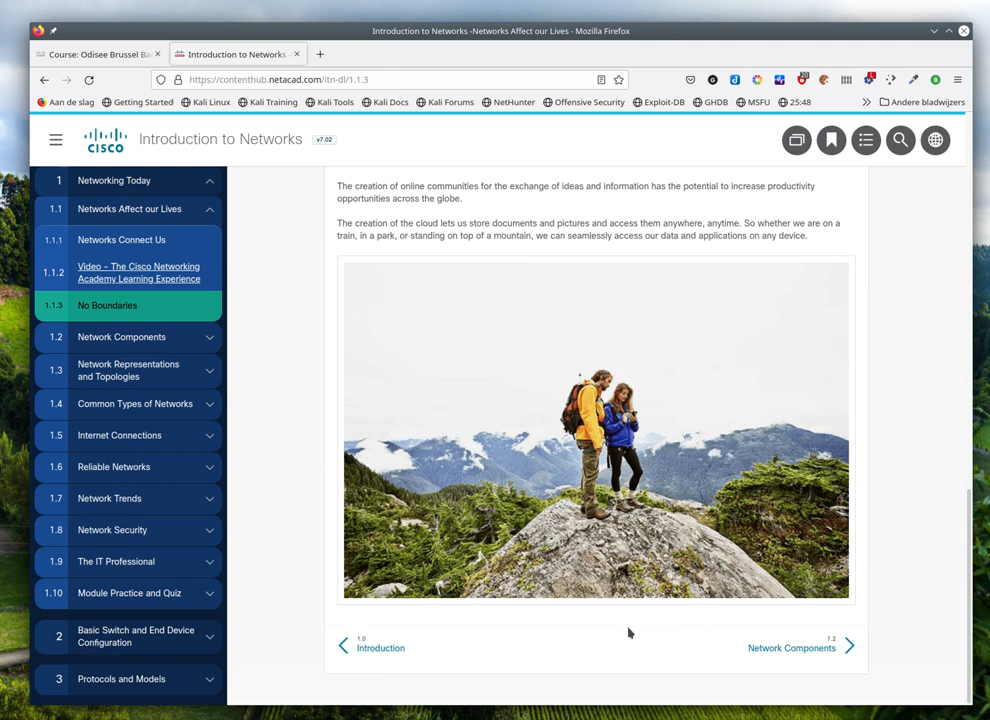 Introduction to Networks -Networks Affect our Lives - Mozilla Firefox
Course: Odisee Brussel Ba
Introduction to Networks -
https://contenthub.netacad.com/itn-dl/1.1.3
Aan de slag Getting Started Kali Linux Kali Training Kali Tools Kali Docs Kali Forums NetHunter Offensive Security Exploit-DB GHDB MSFU 25:48 Andere bladwijzers
CISCO
Introduction to Networks v7.02
1 Networking Today
1.1 Networks Affect our Lives
1.1.1 Networks Connect Us
1.1.2 Video - The Cisco Networking
Academy Learning Experience
1.1.3 No Boundaries
1.2 Network Components
1.3 Network Representations
and Topologies
1.4 Common Types of Networks
1.5 Internet Connections
1.6 Reliable Networks
1.7 Network Trends
1.8 Network Security
1.9 The IT Professional
1.10 Module Practice and Quiz
2 Basic Switch and End Device
Configuration
3 Protocols and Models
The creation of online communities for the exchange of ideas and information has the potential to increase productivity
opportunities across the globe.
The creation of the cloud lets us store documents and pictures and access them anywhere, anytime. So whether we are on a
train, in a park, or standing on top of a mountain, we can seamlessly access our data and applications on any device.
1.0
Introduction
1.2
Network Components